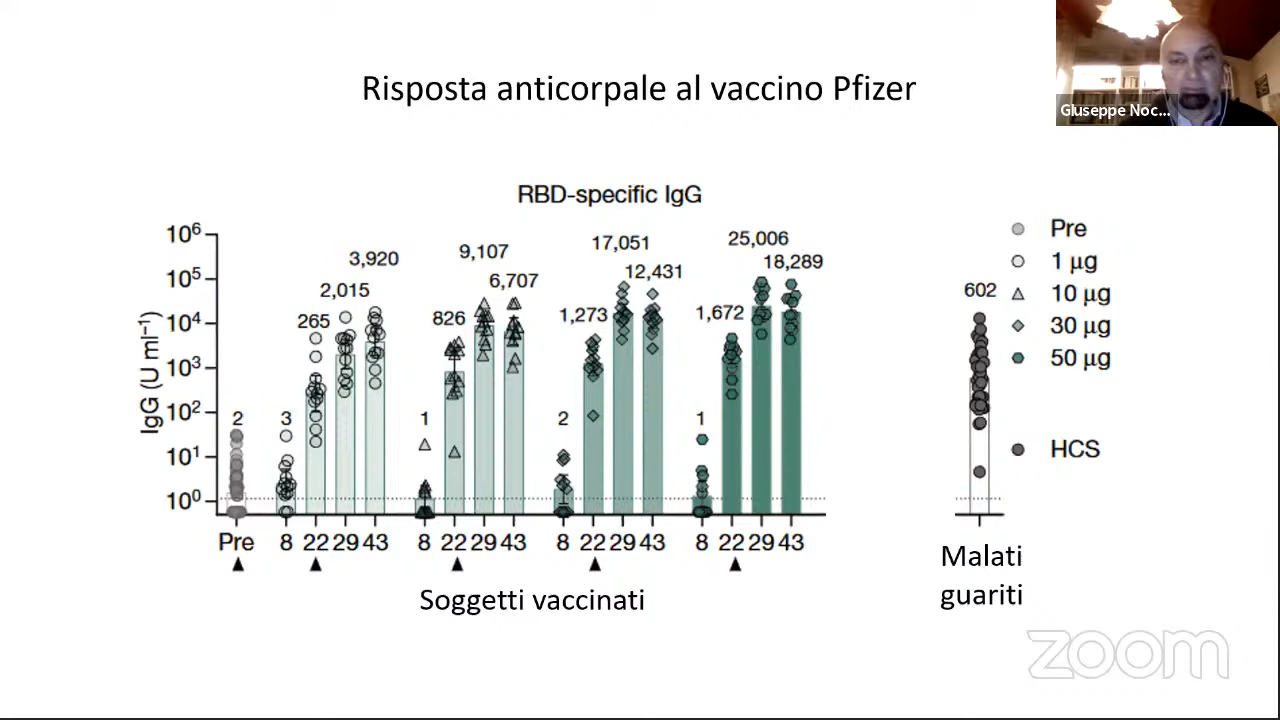 Risposta anticorpale al vaccino Pfizer
Giuseppe Noc...
RBD-specific IgG
IgG (U ml⁻¹)
10⁶
10⁵
10⁴
10³
10²
10¹
10⁰
2
3
265
2,015
3,920
1
826
9,107
6,707
2
1,273
17,051
12,431
1
1,672
25,006
18,289
602
Pre 8 22 29 43 8 22 29 43 8 22 29 43 8 22 29 43
Soggetti vaccinati
Pre
1 µg
10 µg
30 µg
50 µg
HCS
Malati
guariti
zoom